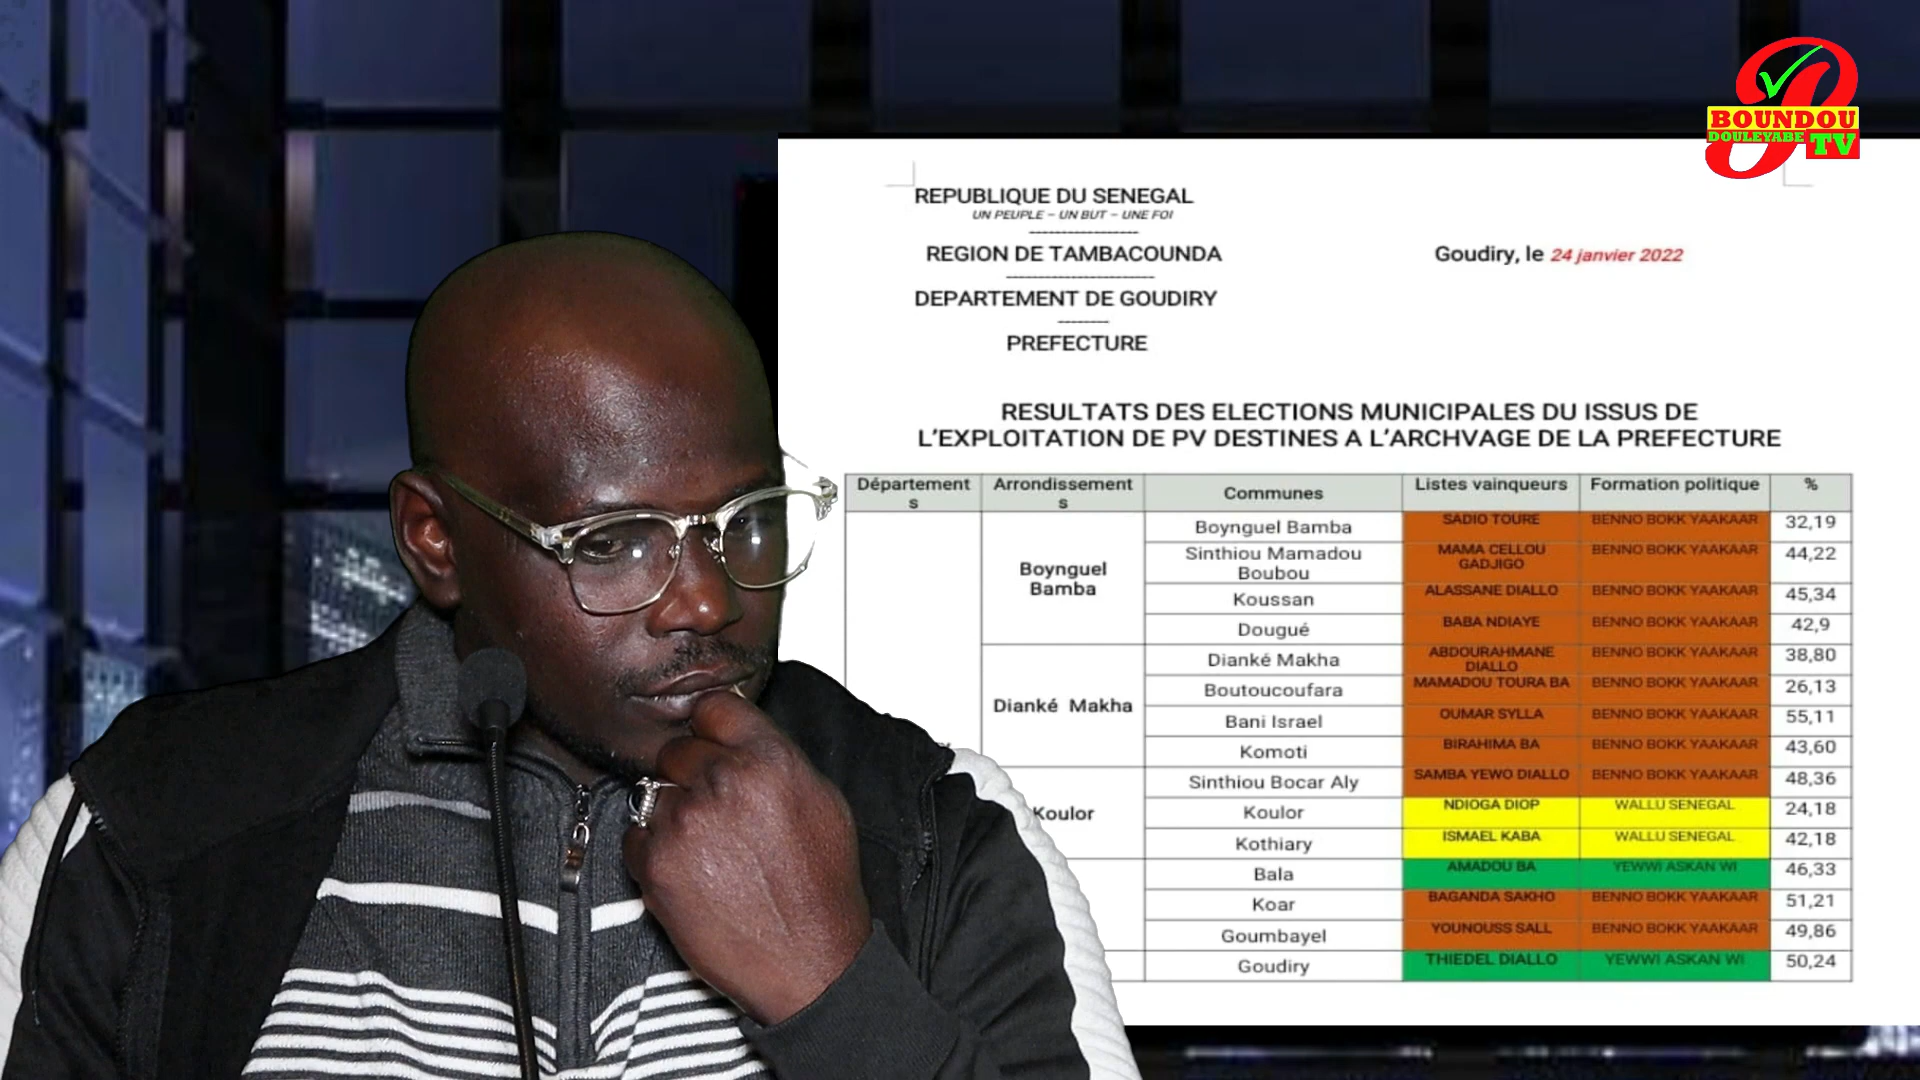 BOUNDOU
DOULEYABE TV
REPUBLIQUE DU SENEGAL
UN PEUPLE – UN BUT – UNE FOI
REGION DE TAMBACOUNDA
Goudiry, le 24 janvier 2022
DEPARTEMENT DE GOUDIRY
PREFECTURE
RESULTATS DES ELECTIONS MUNICIPALES DU ISSUS DE
L'EXPLOITATION DE PV DESTINES A L'ARCHVAGE DE LA PREFECTURE
Département
s
Arrondissement
s
Communes
Listes vainqueurs
Formation politique
%
Boynguel
Bamba
Boynguel Bamba
SADIO TOURE
BENNO BOKK YAAKAAR
32,19
Sinthiou Mamadou
Boubou
MAMA CELLOU
GADJIGO
BENNO BOKK YAAKAAR
44,22
Koussan
ALASSANE DIALLO
BENNO BOKK YAAKAAR
45,34
Dougué
BABA NDIAYE
BENNO BOKK YAAKAAR
42,9
Dianké Makha
Dianké Makha
ABDOURAHMANE
DIALLO
BENNO BOKK YAAKAAR
38,80
Boutoucoufara
MAMADOU TOURA BA
BENNO BOKK YAAKAAR
26,13
Bani Israel
OUMAR SYLLA
BENNO BOKK YAAKAAR
55,11
Komoti
BIRAHIMA BA
BENNO BOKK YAAKAAR
43,60
Koulor
Sinthiou Bocar Aly
SAMBA YEWO DIALLO
BENNO BOKK YAAKAAR
48,36
Koulor
NDIOGA DIOP
WALLU SENEGAL
24,18
Kothiary
ISMAEL KABA
WALLU SENEGAL
42,18
Bala
AMADOU BA
YEWWI ASKAN WI
46,33
Koar
BAGANDA SAKHO
BENNO BOKK YAAKAAR
51,21
Goumbayel
YOUNOUSS SALL
BENNO BOKK YAAKAAR
49,86
Goudiry
THIEDEL DIALLO
YEWWI ASKAN WI
50,24